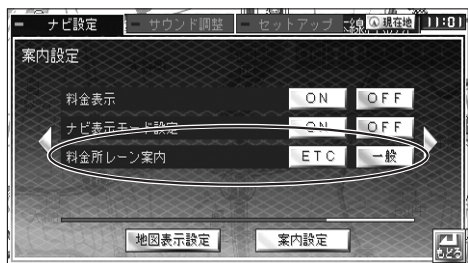 ナビ設定 サウンド調整 セットアップ 線 現在地 11:01
案内設定
料金表示 ON OFF
ナビ表示モード設定 ON OFF
料金所レーン案内 ETC 一般
地図表示設定 案内設定
もどる